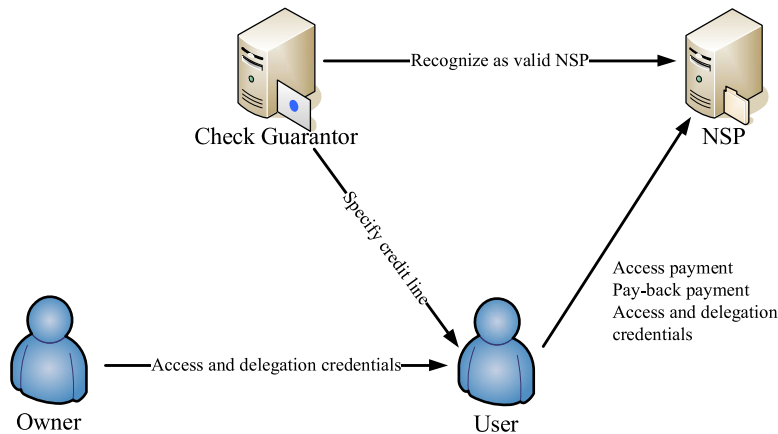 Recognize as valid NSP
Check Guarantor
NSP
Specify credit line
Access payment
Pay-back payment
Access and delegation
credentials
Access and delegation credentials
Owner
User